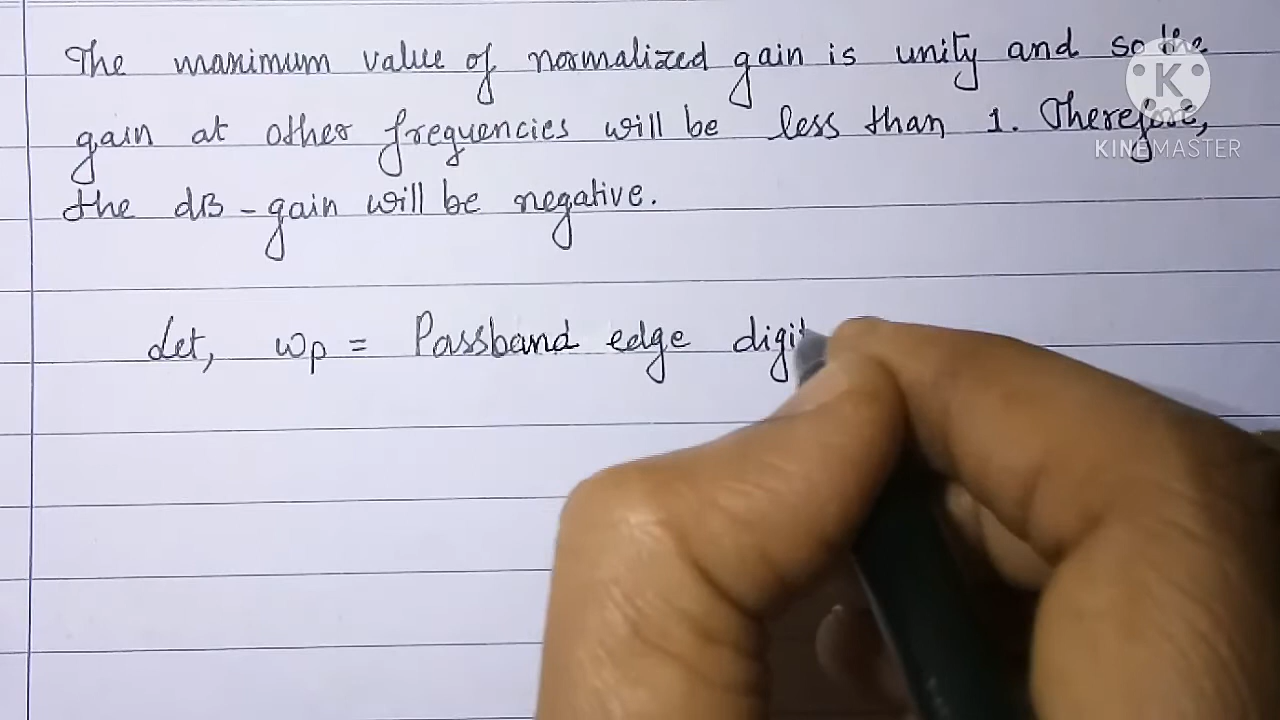 The maximum value of normalized gain is unity and so the
gain at other frequencies will be less than 1. Therefore,
the dB-gain will be negative.
Let, ωp = Passband edge digit
K
KINEMASTER